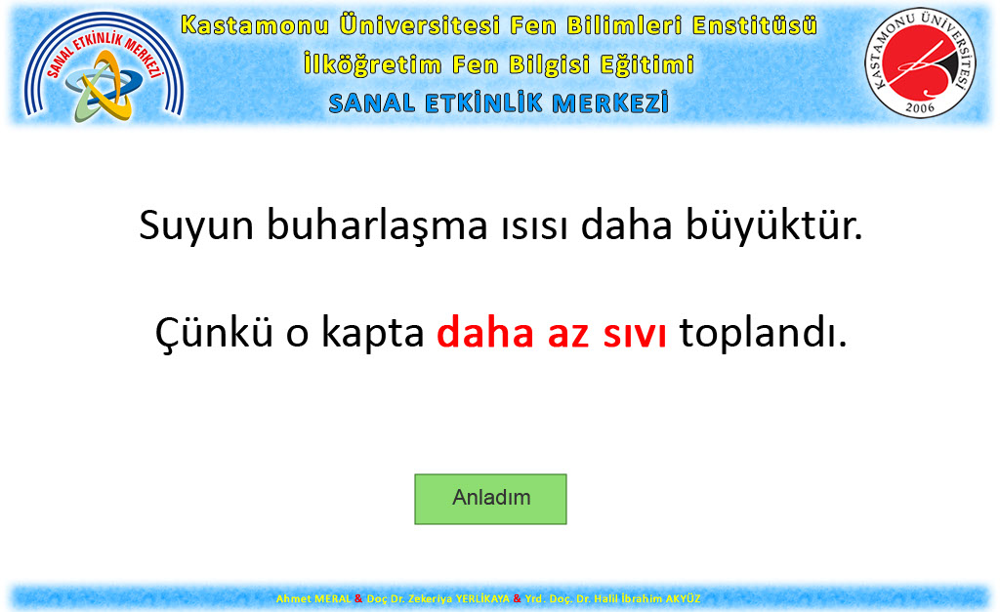 Kastamonu Üniversitesi Fen Bilimleri Enstitüsü
İlköğretim Fen Bilgisi Eğitimi
SANAL ETKİNLİK MERKEZİ
SANAL ETKİNLİK MERKEZİ
KASTAMONU ÜNİVERSİTESİ
2006
Suyun buharlaşma ısısı daha büyüktür.
Çünkü o kapta daha az sıvı toplandı.
Anladım
Ahmet MERAL & Doç Dr. Zekeriya YERLİKAYA & Yrd. Doç. Dr. Halil İbrahim AKYÜZ